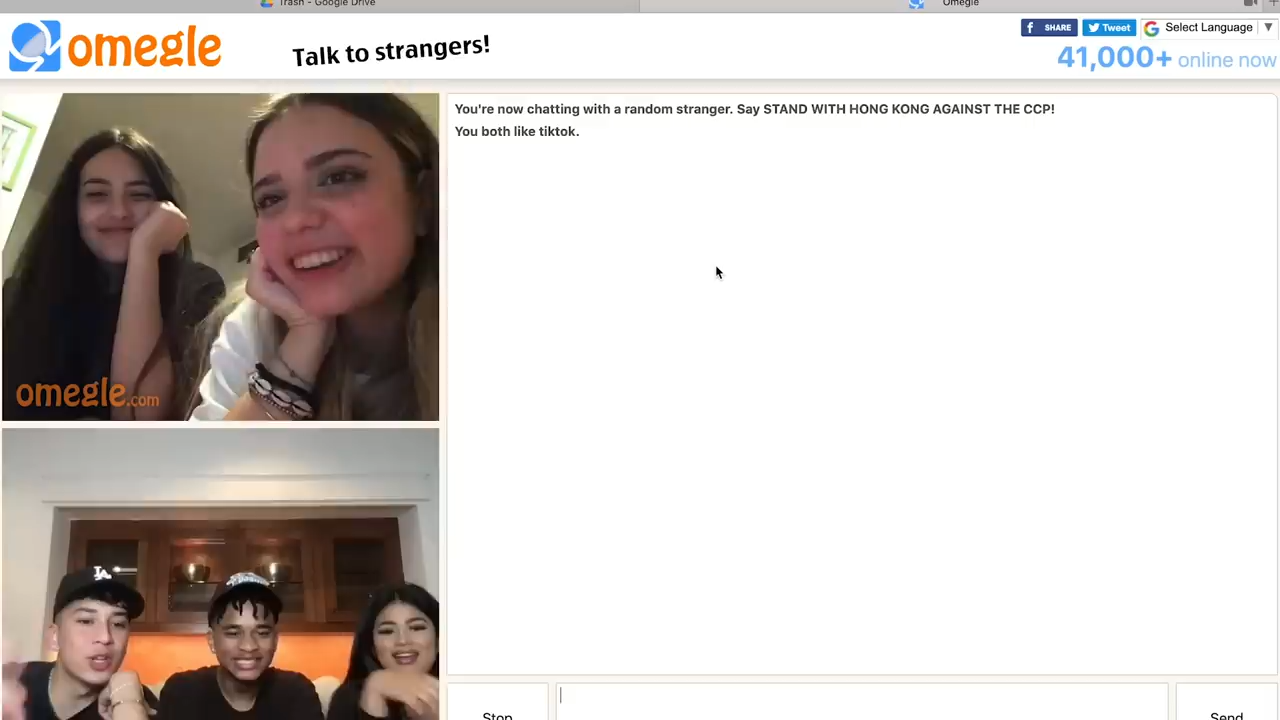 Trash - Google Drive
Omegle
omegle
Talk to strangers!
SHARE
Tweet
Select Language
41,000+ online now
You're now chatting with a random stranger. Say STAND WITH HONG KONG AGAINST THE CCP!
You both like tiktok.
omegle.com
LA
Stop
Send